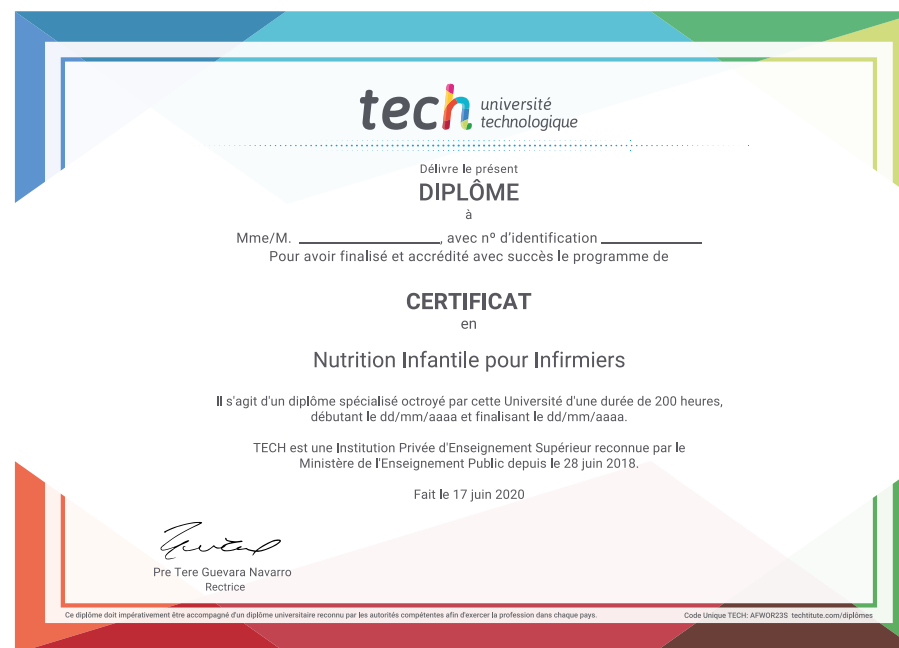 tech université
technologique
Délivre le présent
DIPLÔME
à
Mme/M. ____________________, avec nº d'identification ______________
Pour avoir finalisé et accrédité avec succès le programme de
CERTIFICAT
en
Nutrition Infantile pour Infirmiers
Il s'agit d'un diplôme spécialisé octroyé par cette Université d'une durée de 200 heures,
débutant le dd/mm/aaaa et finalisant le dd/mm/aaaa.
TECH est une Institution Privée d'Enseignement Supérieur reconnue par le
Ministère de l'Enseignement Public depuis le 28 juin 2018.
Fait le 17 juin 2020
Pre Tere Guevara Navarro
Rectrice
Ce diplôme doit impérativement être accompagné d'un diplôme universitaire reconnu par les autorités compétentes afin d'exercer la profession dans chaque pays.
Code Unique TECH: AFWOR23S techtitute.com/diplômes